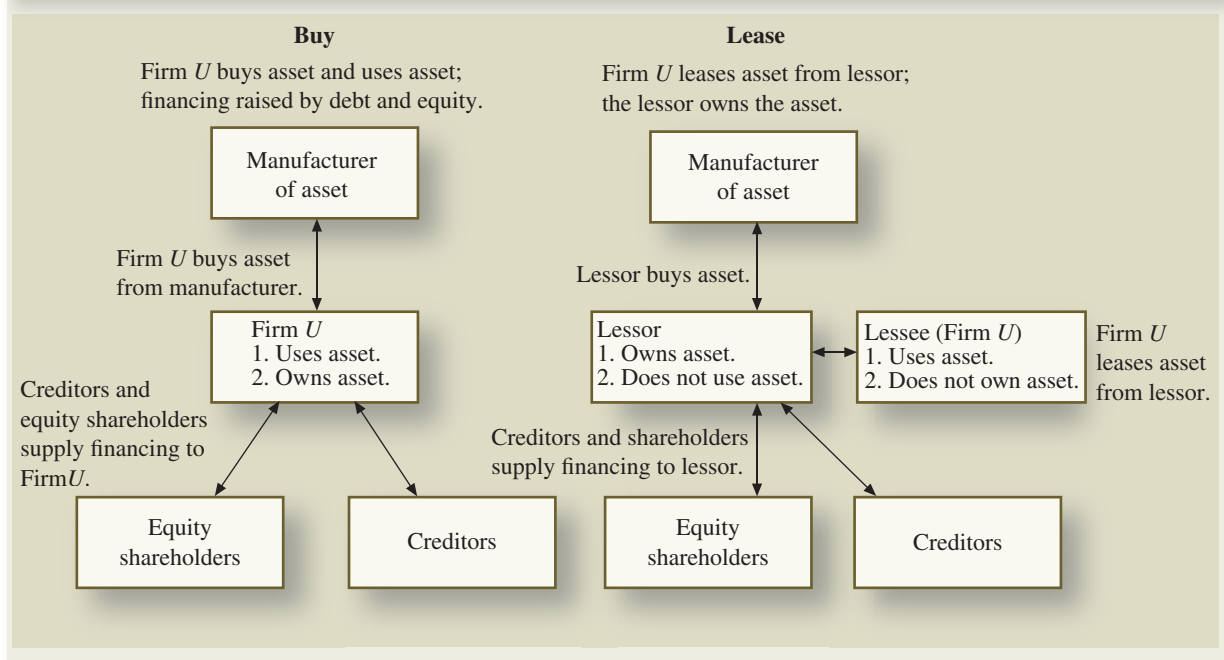 Buy
Firm U buys asset and uses asset;
financing raised by debt and equity.
Manufacturer
of asset
Firm U buys asset
from manufacturer.
Firm U
1. Uses asset.
2. Owns asset.
Creditors and
equity shareholders
supply financing to
FirmU.
Equity
shareholders
Creditors
Lease
Firm U leases asset from lessor;
the lessor owns the asset.
Manufacturer
of asset
Lessor buys asset.
Lessor
1. Owns asset.
2. Does not use asset.
Lessee (Firm U)
1. Uses asset.
2. Does not own asset.
Firm U
leases asset
from lessor.
Creditors and shareholders
supply financing to lessor.
Equity
shareholders
Creditors